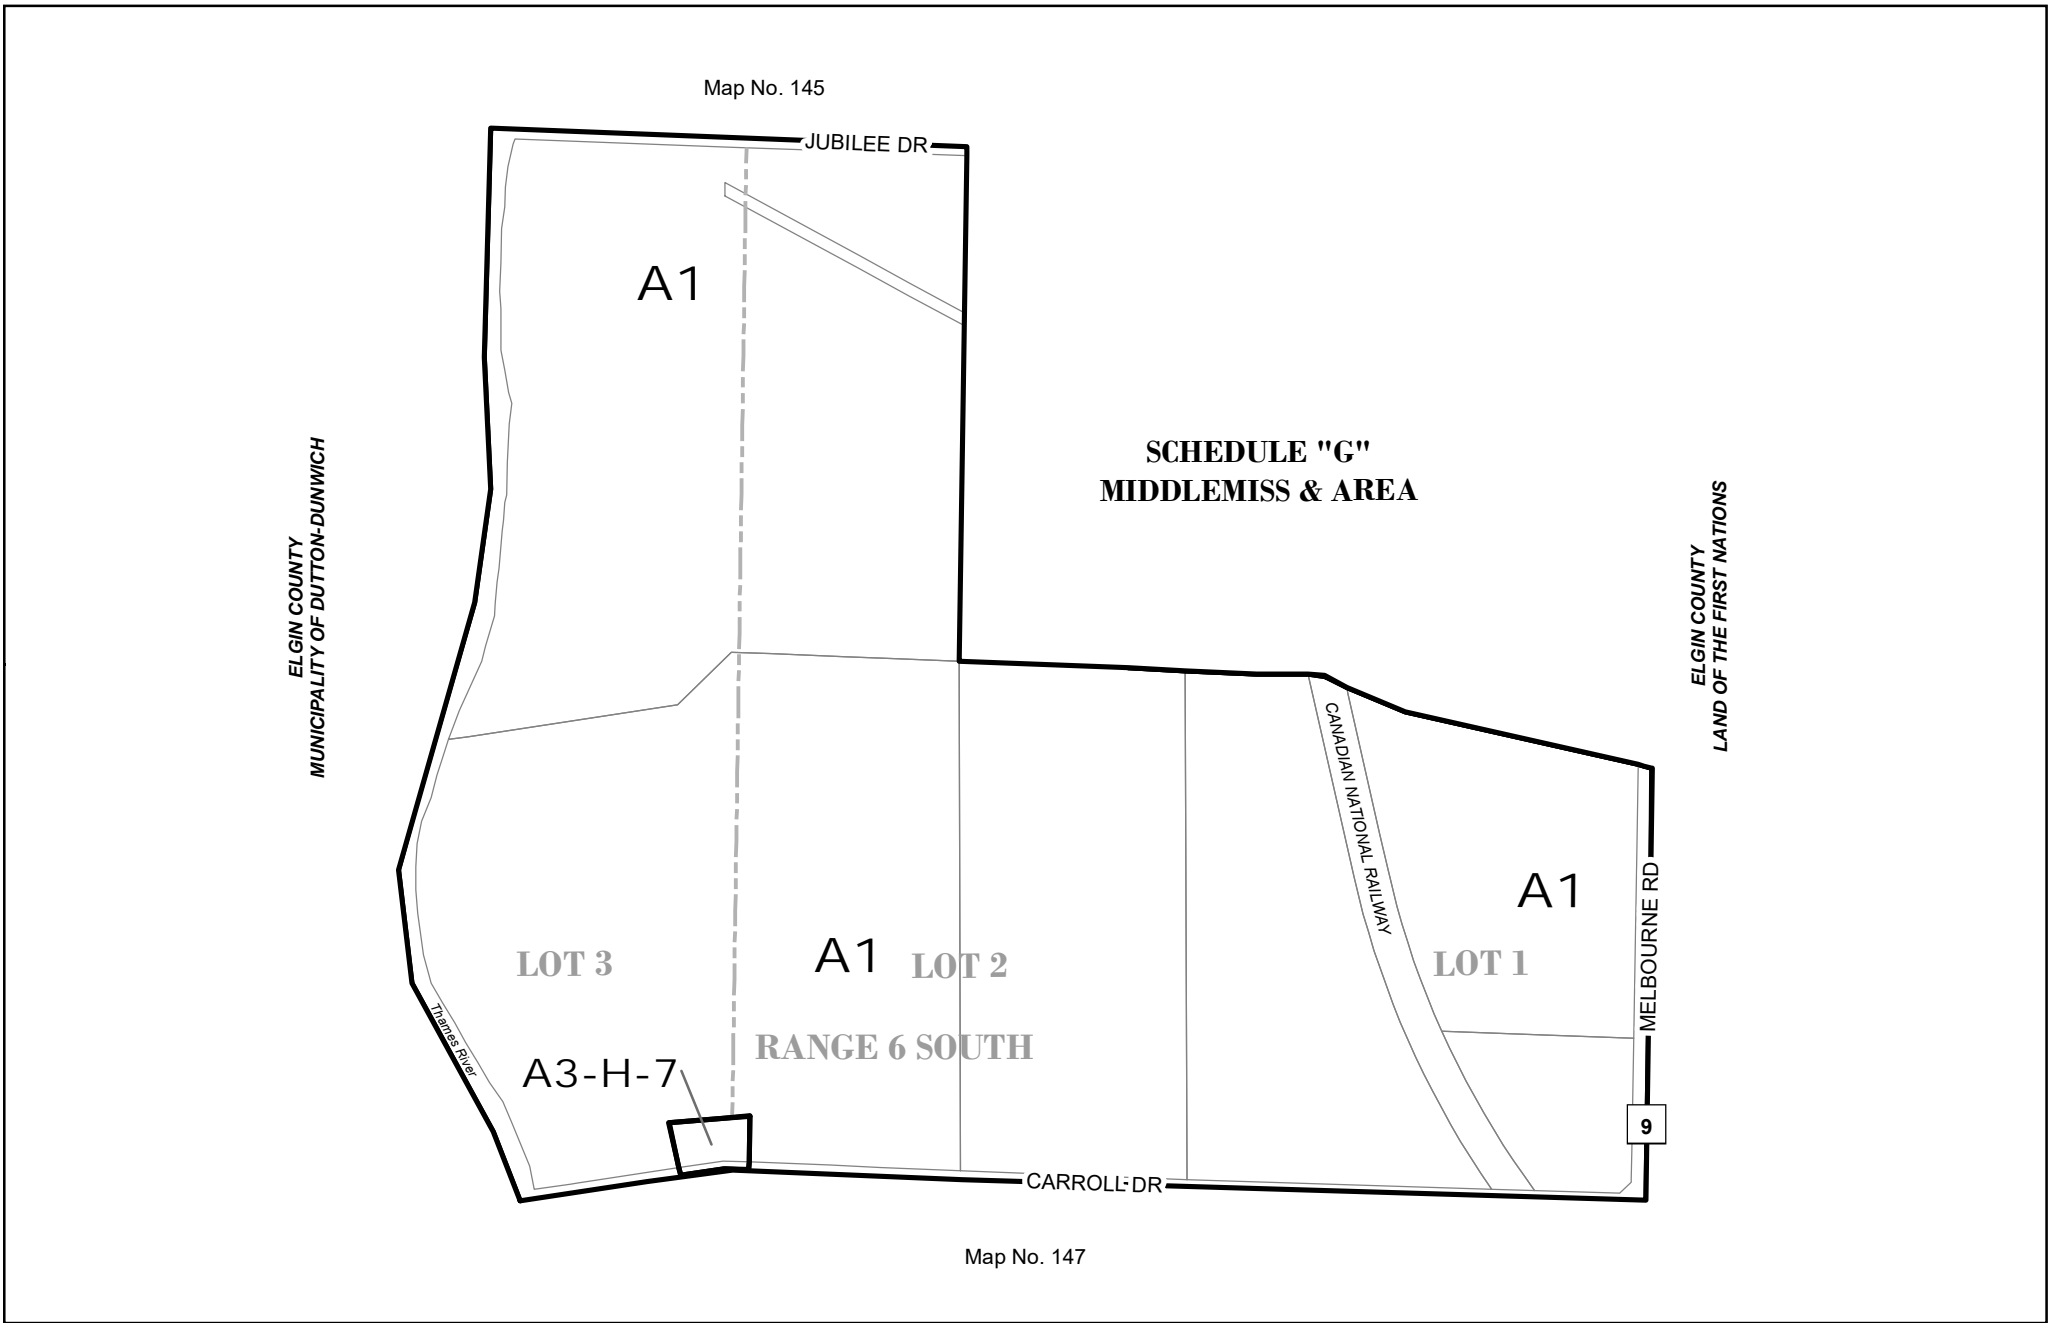 Map No. 145
JUBILEE DR
A1
SCHEDULE "G"
MIDDLEMISS & AREA
ELGIN COUNTY
MUNICIPALITY OF DUTTON-DUNWICH
ELGIN COUNTY
LAND OF THE FIRST NATIONS
CANADIAN NATIONAL RAILWAY
A1
MELBOURNE RD
LOT 3
A1
LOT 2
LOT 1
Thames River
RANGE 6 SOUTH
A3-H-7
9
CARROLL DR
Map No. 147